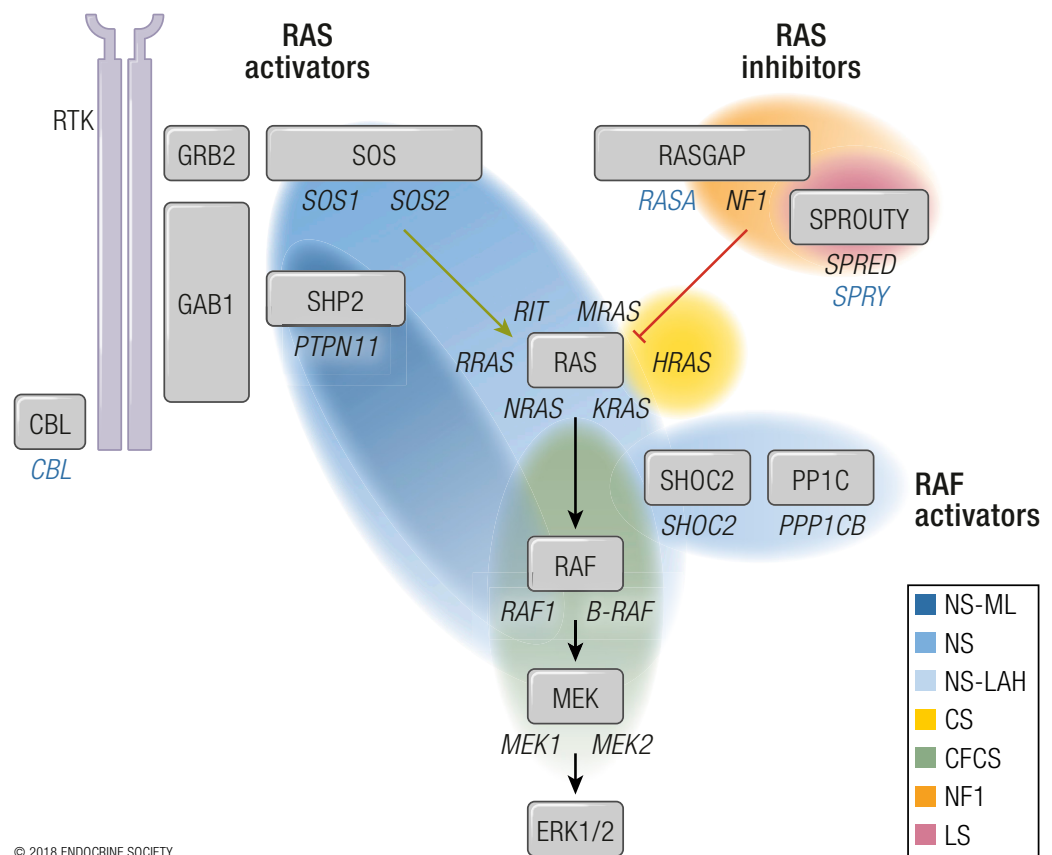 RAS
activators
RAS
inhibitors
RTK
GRB2
SOS
RASGAP
SOS1 SOS2
RASA NF1
SPROUTY
GAB1
SHP2
SPRED
SPRY
PTPN11
RIT MRAS
RRAS RAS HRAS
NRAS KRAS
CBL
CBL
SHOC2 PP1C
SHOC2 PPP1CB
RAF
activators
RAF
RAF1 B-RAF
MEK
MEK1 MEK2
ERK1/2
NS-ML
NS
NS-LAH
CS
CFCS
NF1
LS
© 2018 ENDOCRINE SOCIETY